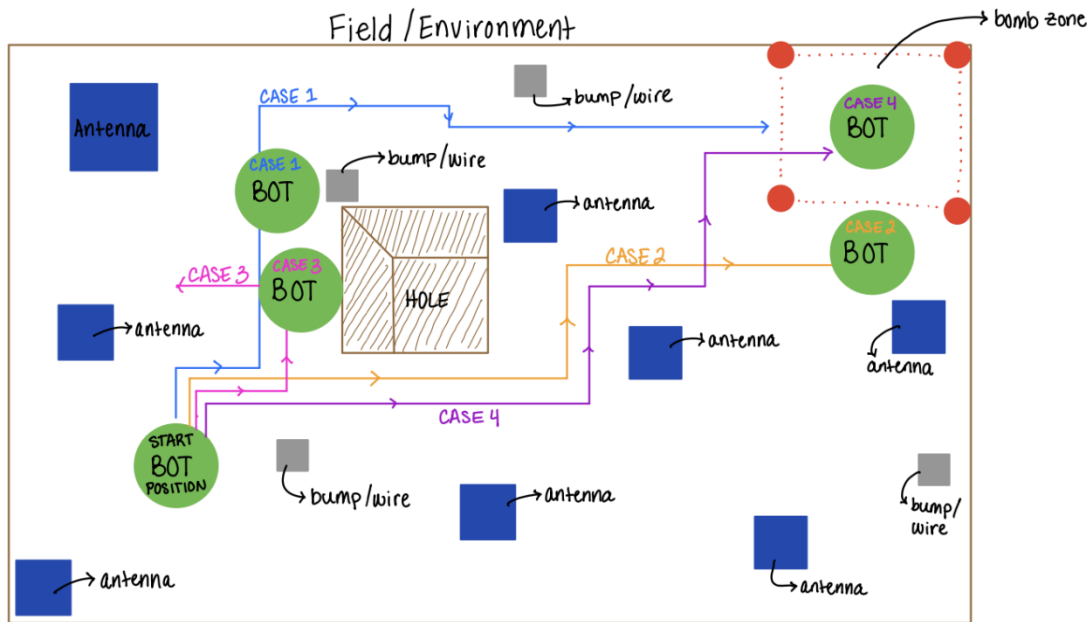 Field / Environment
bomb zone
Antenna
CASE 1
bump/wire
CASE 4
BOT
bump/wire
CASE 1
BOT
antenna
CASE 2
BOT
CASE 3
CASE 3
BOT
HOLE
CASE 2
antenna
antenna
antenna
CASE 4
START
BOT
POSITION
bump/wire
antenna
bump/
wire
antenna
antenna